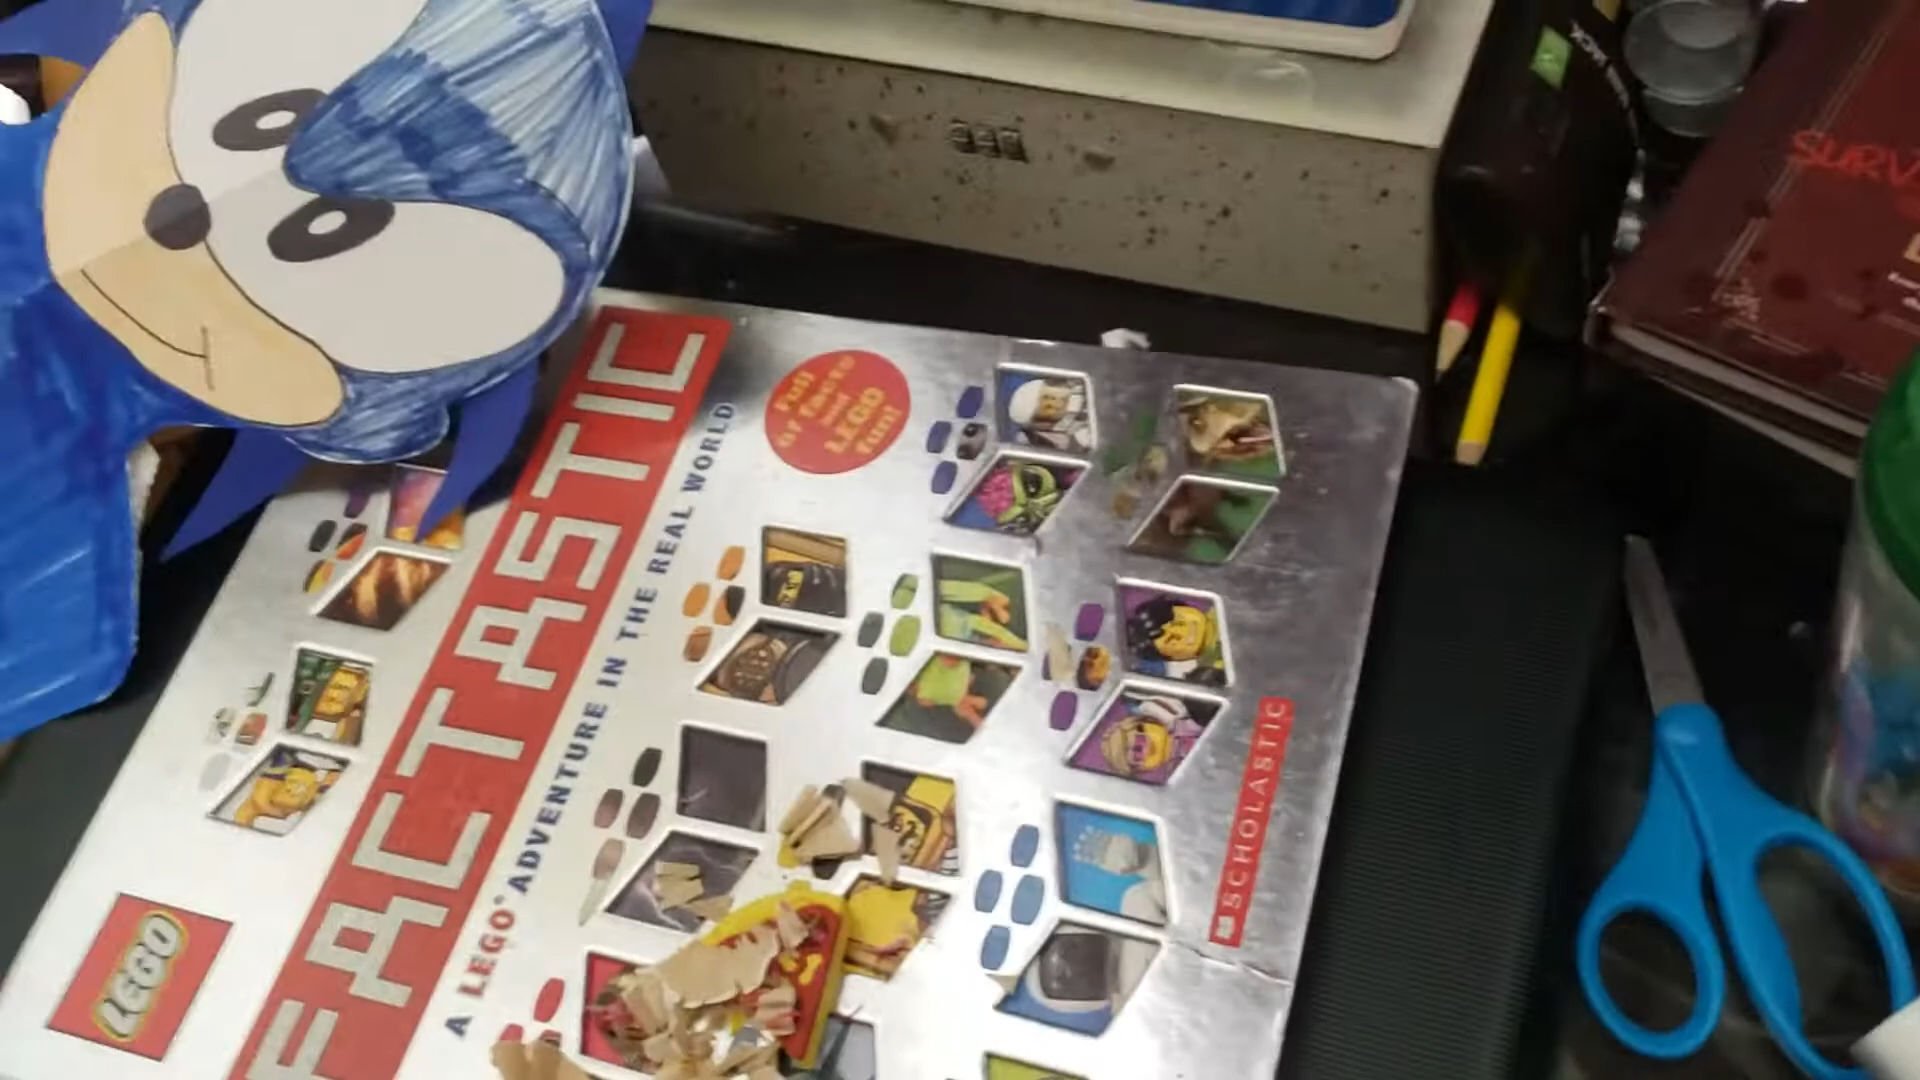 FACTASTIC
A LEGO® ADVENTURE IN THE REAL WORLD
Full
of facts
and
LEGO
fun!
LEGO
SCHOLASTIC
SURV